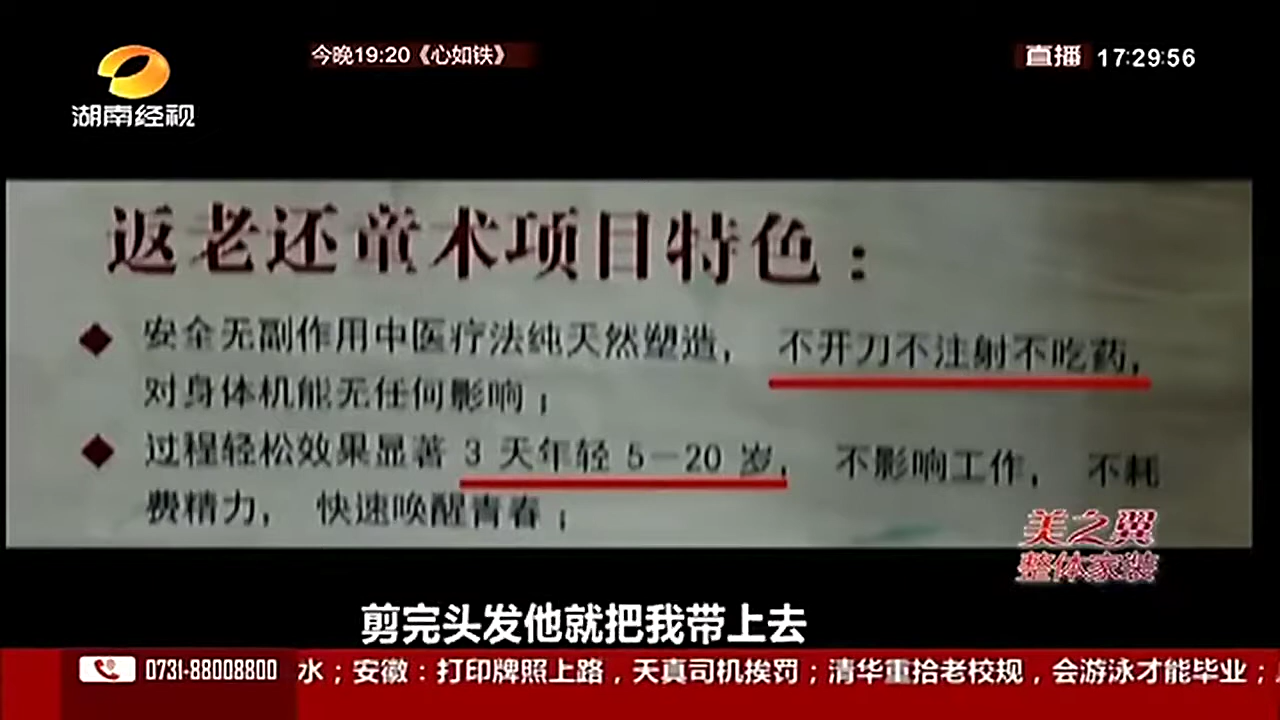 今晚19:20《心如铁》
直播 17:29:56
湖南经视
返老还童术项目特色：
安全无副作用中医疗法纯天然塑造， 不开刀不注射不吃药，
对身体机能无任何影响；
过程轻松效果显著 3 天年轻 5－20 岁， 不影响工作， 不耗
费精力， 快速唤醒青春；
美之翼
整体家装
剪完头发他就把我带上去
0731-88008800 水；安徽：打印牌照上路，天真司机挨罚；清华重拾老校规，会游泳才能毕业；